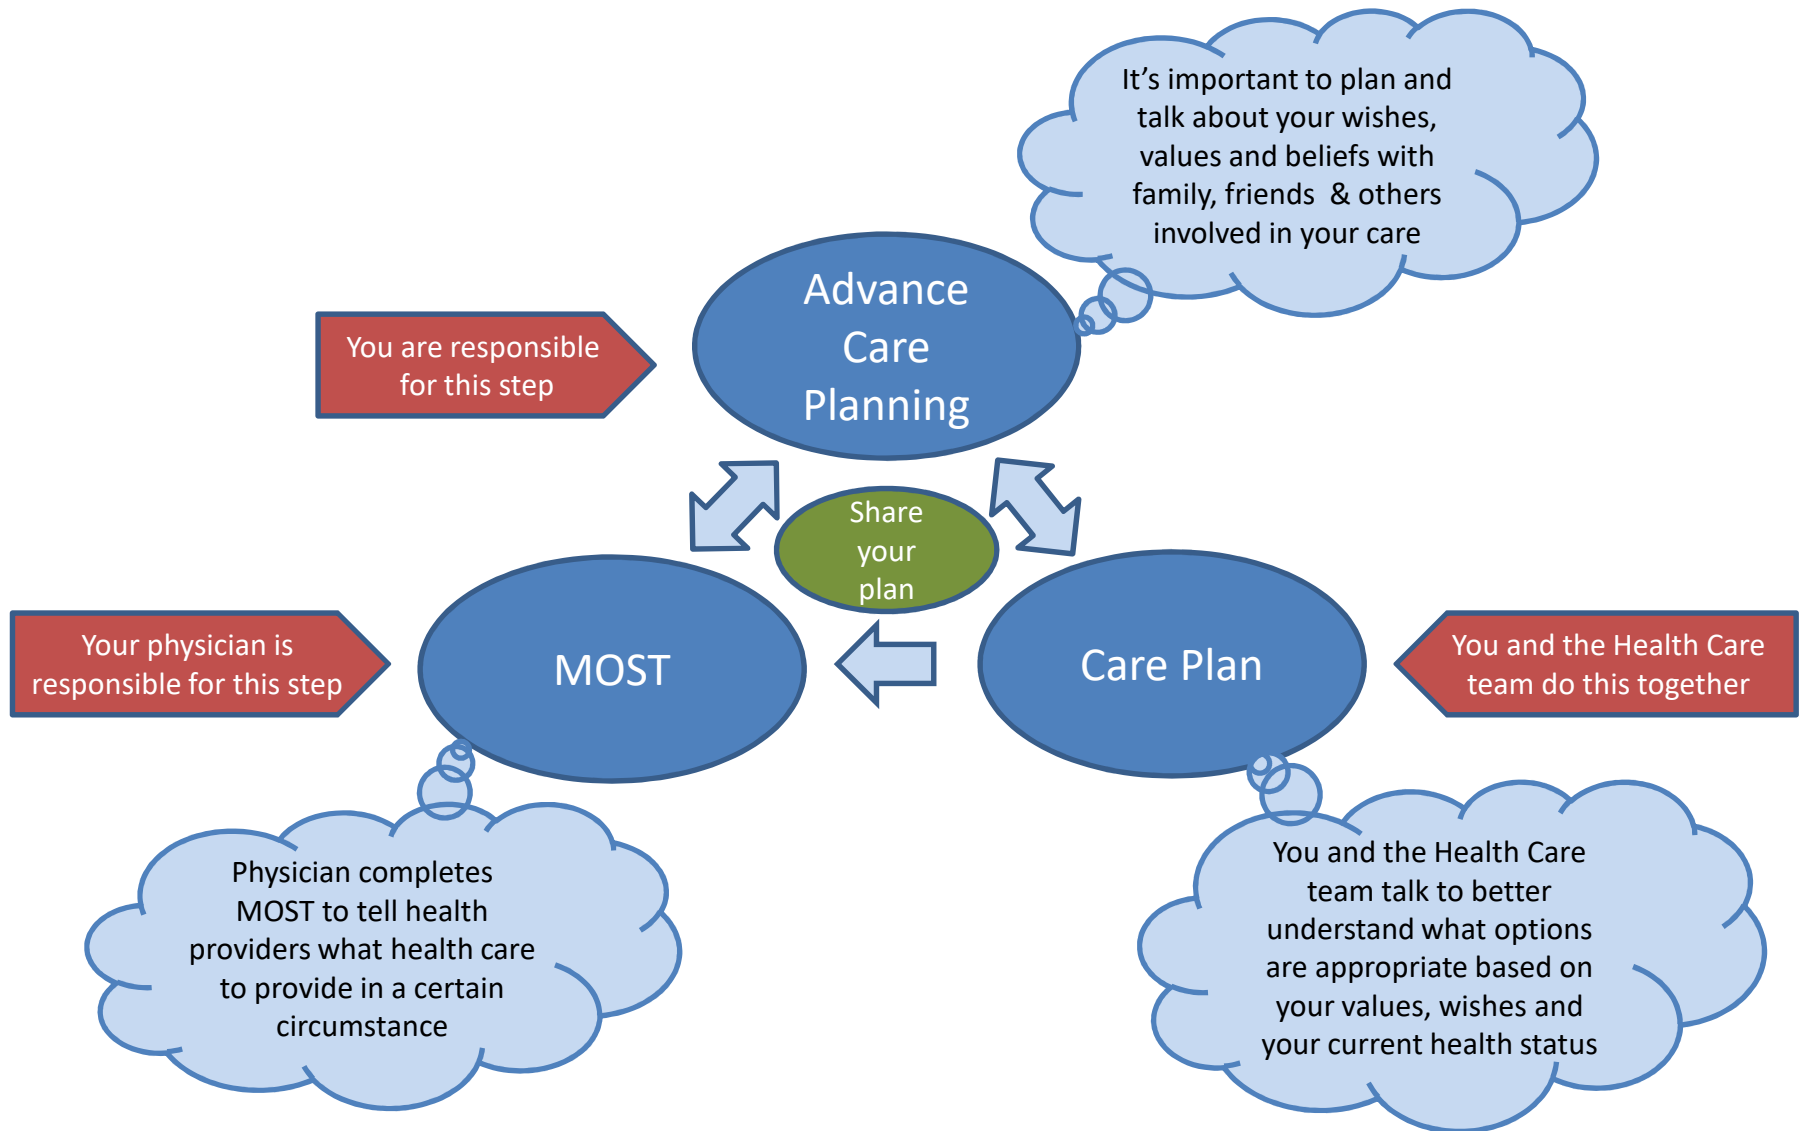 It’s important to plan and
talk about your wishes,
values and beliefs with
family, friends & others
involved in your care
Advance
Care
Planning
You are responsible
for this step
Share
your
plan
Your physician is
responsible for this step
MOST
Care Plan
You and the Health Care
team do this together
Physician completes
MOST to tell health
providers what health care
to provide in a certain
circumstance
You and the Health Care
team talk to better
understand what options
are appropriate based on
your values, wishes and
your current health status